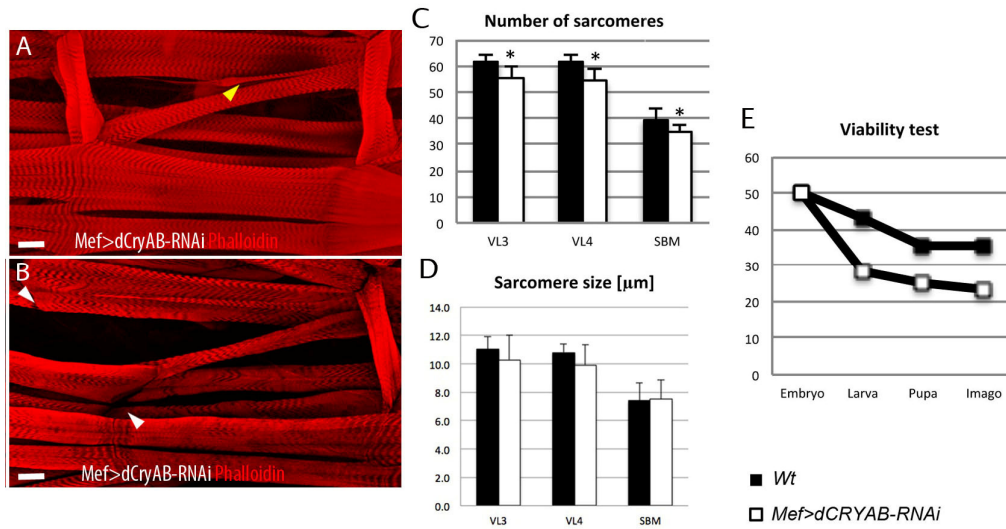 A
Mef>dCryAB-RNAi Phalloidin
B
Mef>dCryAB-RNAi Phalloidin
C
Number of sarcomeres
70
60
50
40
30
20
10
0
* * *
VL3 VL4 SBM
D
Sarcomere size [µm]
14.0
12.0
10.0
8.0
6.0
4.0
2.0
0.0
VL3 VL4 SBM
E
Viability test
60
50
40
30
20
10
0
Embryo Larva Pupa Imago
Wt
Mef>dCRYAB-RNAi